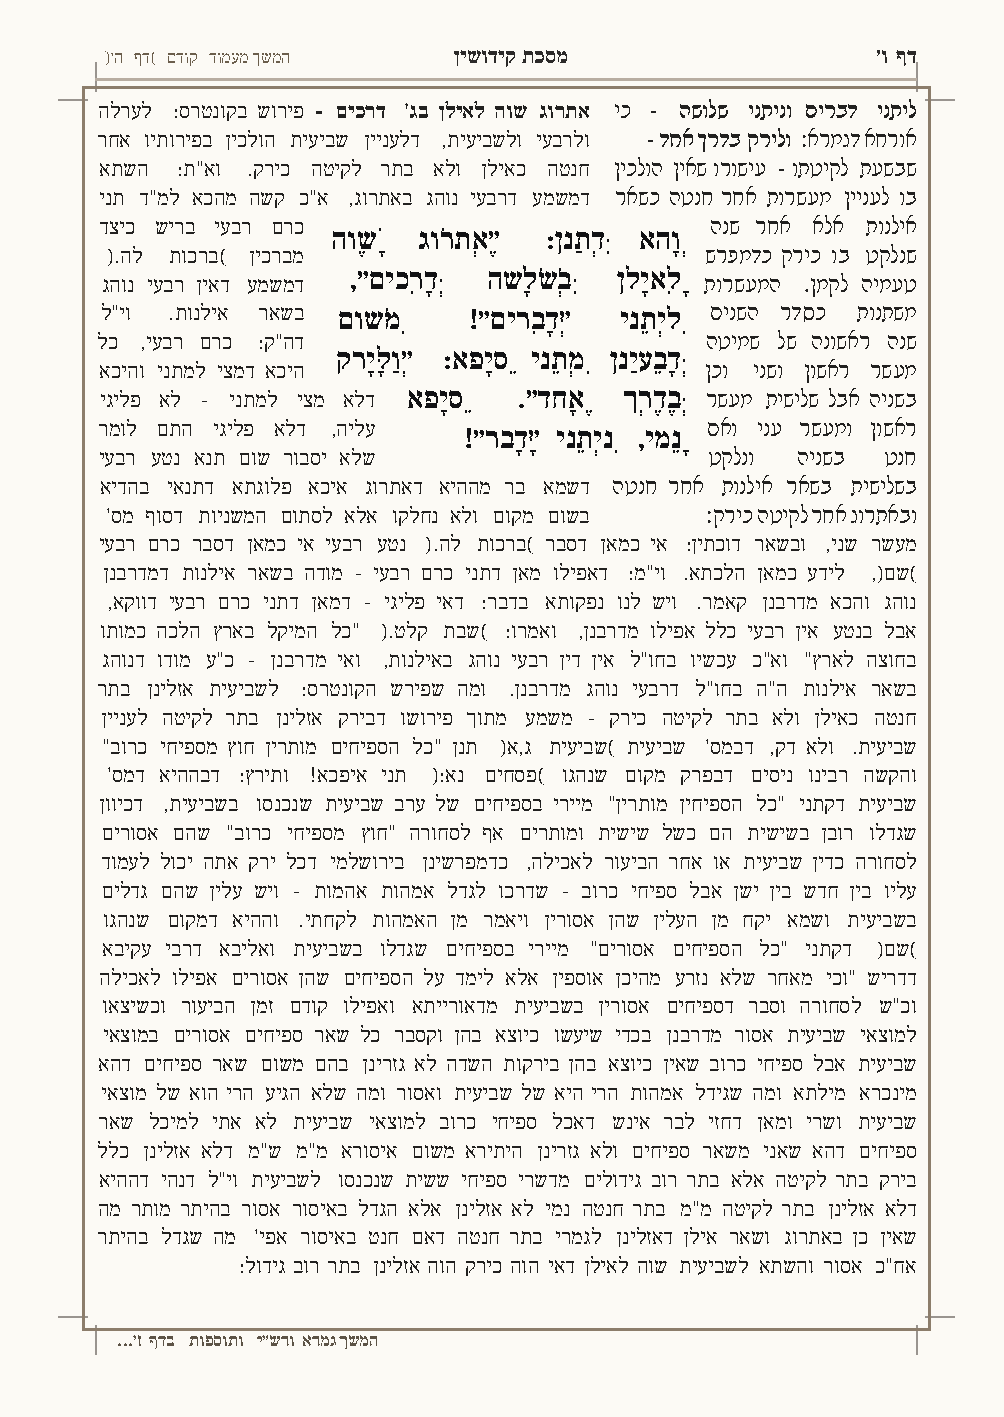 דף ו׳
מסכת קידושין
המשך מעמוד קודם (דף ה׳)
ליתני דברים וניתני שלושה - כי
אורחא דגמרא: ולירק בדרך אחד -
שבשעת לקיטתו - עישורו שאין הולכין
בו לעניין מעשרות אחר חנטה כשאר
אילנות אלא אחר שנה
שנלקט בו כירק כדמפרש
טעמיה לקמן. המעשרות
משתנות כסדר השנים
שנה ראשונה של שמיטה
מעשר ראשון ושני וכן
בשניה אבל שלישית מעשר
ראשון ומעשר עני ואם
חנט בשניה ונלקט
בשלישית בשאר אילנות אחר חנטה
ובאתרוג אחר לקיטה כירק:
וְהָא דִּתְנַן: ״אֶתְרוֹג שָׁוֶה
לָאִילָן בִּשְׁלֹשָׁה דְּרָכִים״,
לִיתְנֵי ״דְּבָרִים״! מִשּׁוּם
דְּבָעֵינַן מִתְנֵי סֵיפָא: ״וְלַיָּרָק
בְּדֶרֶךְ אֶחָד״. סֵיפָא
נָמֵי, נִיתְנֵי ״דָּבָר״!
אתרוג שוה לאילן בג׳ דרכים - פירוש בקונטרס: לערלה
ולרבעי ולשביעית, דלעניין שביעית הולכין בפירותיו אחר
חנטה כאילן ולא בתר לקיטה כירק. וא"ת: השתא
דמשמע דרבעי נוהג באתרוג, א"כ קשה מהכא למ"ד תני
כרם רבעי בריש כיצד
מברכין (ברכות לה.)
דמשמע דאין רבעי נוהג
בשאר אילנות. וי"ל
דה"ק: כרם רבעי, כל
היכא דמצי למתני והיכא
דלא מצי למתני - לא פליגי
עליה, דלא פליגי התם לומר
שלא יסבור שום תנא נטע רבעי
דשמא בר מההיא דאתרוג איכא פלוגתא דתנאי בהדיא
בשום מקום ולא נחלקו אלא לסתום המשניות דסוף מס'
מעשר שני, ובשאר דוכתין: אי כמאן דסבר (ברכות לה.) נטע רבעי אי כמאן דסבר כרם רבעי
(שם), לידע כמאן הלכתא. וי"מ: דאפילו מאן דתני כרם רבעי - מודה בשאר אילנות דמדרבנן
נוהג והכא מדרבנן קאמר. ויש לנו נפקותא בדבר: דאי פליגי - דמאן דתני כרם רבעי דווקא,
אבל בנטע אין רבעי כלל אפילו מדרבנן, ואמרו: (שבת קלט.) "כל המיקל בארץ הלכה כמותו
בחוצה לארץ" וא"כ עכשיו בחו"ל אין דין רבעי נוהג באילנות, ואי מדרבנן - כ"ע מודו דנוהג
בשאר אילנות ה"ה בחו"ל דרבעי נוהג מדרבנן. ומה שפירש הקונטרס: לשביעית אזלינן בתר
חנטה כאילן ולא בתר לקיטה כירק - משמע מתוך פירושו דבירק אזלינן בתר לקיטה לעניין
שביעית. ולא דק, דבמס' שביעית (שביעית ג,א) תנן "כל הספיחים מותרין חוץ מספיחי כרוב"
והקשה רבינו ניסים דבפרק מקום שנהגו (פסחים נא:) תני איפכא! ותירץ: דבההיא דמס'
שביעית דקתני "כל הספיחין מותרין" מיירי בספיחים של ערב שביעית שנכנסו בשביעית, דכיוון
שגדלו רובן בשישית הם כשל שישית ומותרים אף לסחורה "חוץ מספיחי כרוב" שהם אסורים
לסחורה כדין שביעית או אחר הביעור לאכילה, כדמפרשינן בירושלמי דכל ירק אתה יכול לעמוד
עליו בין חדש בין ישן אבל ספיחי כרוב - שדרכו לגדל אמהות אהמות - ויש עלין שהם גדלים
בשביעית ושמא יקח מן העלין שהן אסורין ויאמר מן האמהות לקחתי. וההיא דמקום שנהגו
(שם) דקתני "כל הספיחים אסורים" מיירי בספיחים שגדלו בשביעית ואליבא דרבי עקיבא
דדריש "וכי מאחר שלא נזרע מהיכן אוספין אלא לימד על הספיחים שהן אסורים אפילו לאכילה
וכ"ש לסחורה וסבר דספיחים אסורין בשביעית מדאורייתא ואפילו קודם זמן הביעור וכשיצאו
למוצאי שביעית אסור מדרבנן בכדי שיעשו כיוצא בהן וקסבר כל שאר ספיחים אסורים במוצאי
שביעית אבל ספיחי כרוב שאין כיוצא בהן בירקות השדה לא גזרינן בהם משום שאר ספיחים דהא
מינכרא מילתא ומה שגידל אמהות הרי היא של שביעית ואסור ומה שלא הגיע הרי הוא של מוצאי
שביעית ושרי ומאן דחזי לבר אינש דאכל ספיחי כרוב למוצאי שביעית לא אתי למיכל שאר
ספיחים דהא שאני משאר ספיחים ולא גזרינן היתירא משום איסורא מ"מ ש"מ דלא אזלינן כלל
בירק בתר לקיטה אלא בתר רוב גידולים מדשרי ספיחי ששית שנכנסו לשביעית וי"ל דנהי דההיא
דלא אזלינן בתר לקיטה מ"מ בתר חנטה נמי לא אזלינן אלא הגדל באיסור אסור בהיתר מותר מה
שאין כן באתרוג ושאר אילן דאזלינן לגמרי בתר חנטה דאם חנט באיסור אפי' מה שגדל בהיתר
אח"כ אסור והשתא לשביעית שוה לאילן דאי הוה כירק הוה אזלינן בתר רוב גידול:
המשך גמרא ורש״י ותוספות בדף ז׳...